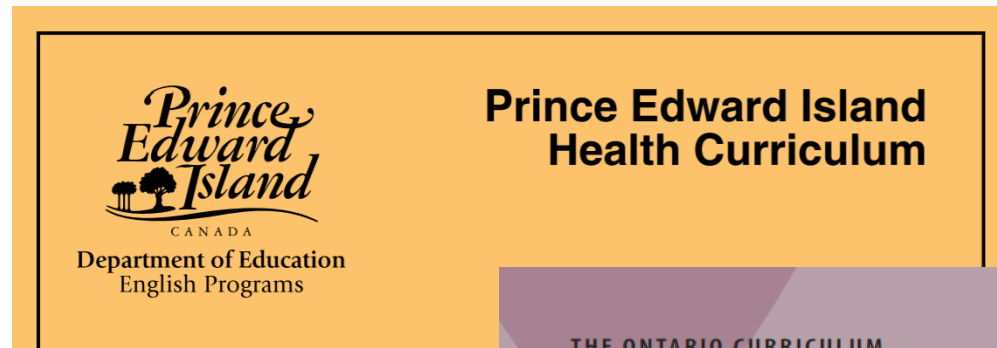 Prince
Edward
Island
CANADA
Department of Education
English Programs
Prince Edward Island
Health Curriculum
THE ONTARIO CURRICULUM